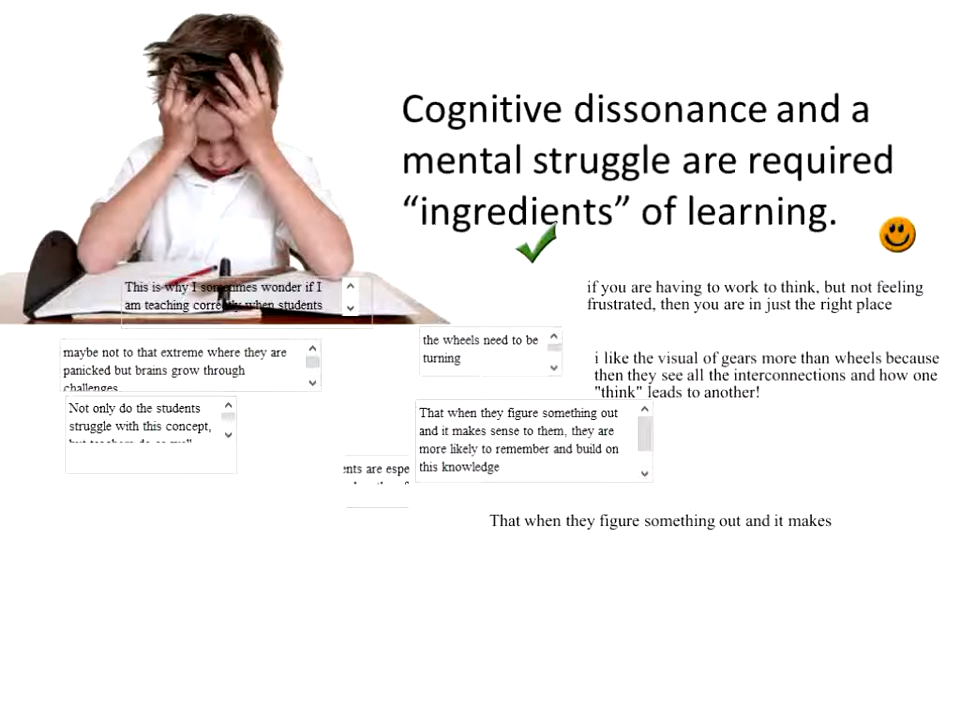 Cognitive dissonance and a
mental struggle are required
“ingredients” of learning.
This is why I sometimes wonder if I
am teaching correctly when students
if you are having to work to think, but not feeling
frustrated, then you are in just the right place
the wheels need to be
turning
maybe not to that extreme where they are
panicked but brains grow through
challenges
i like the visual of gears more than wheels because
then they see all the interconnections and how one
"think" leads to another!
Not only do the students
struggle with this concept,
That when they figure something out
and it makes sense to them, they are
more likely to remember and build on
this knowledge
nts are espe
That when they figure something out and it makes